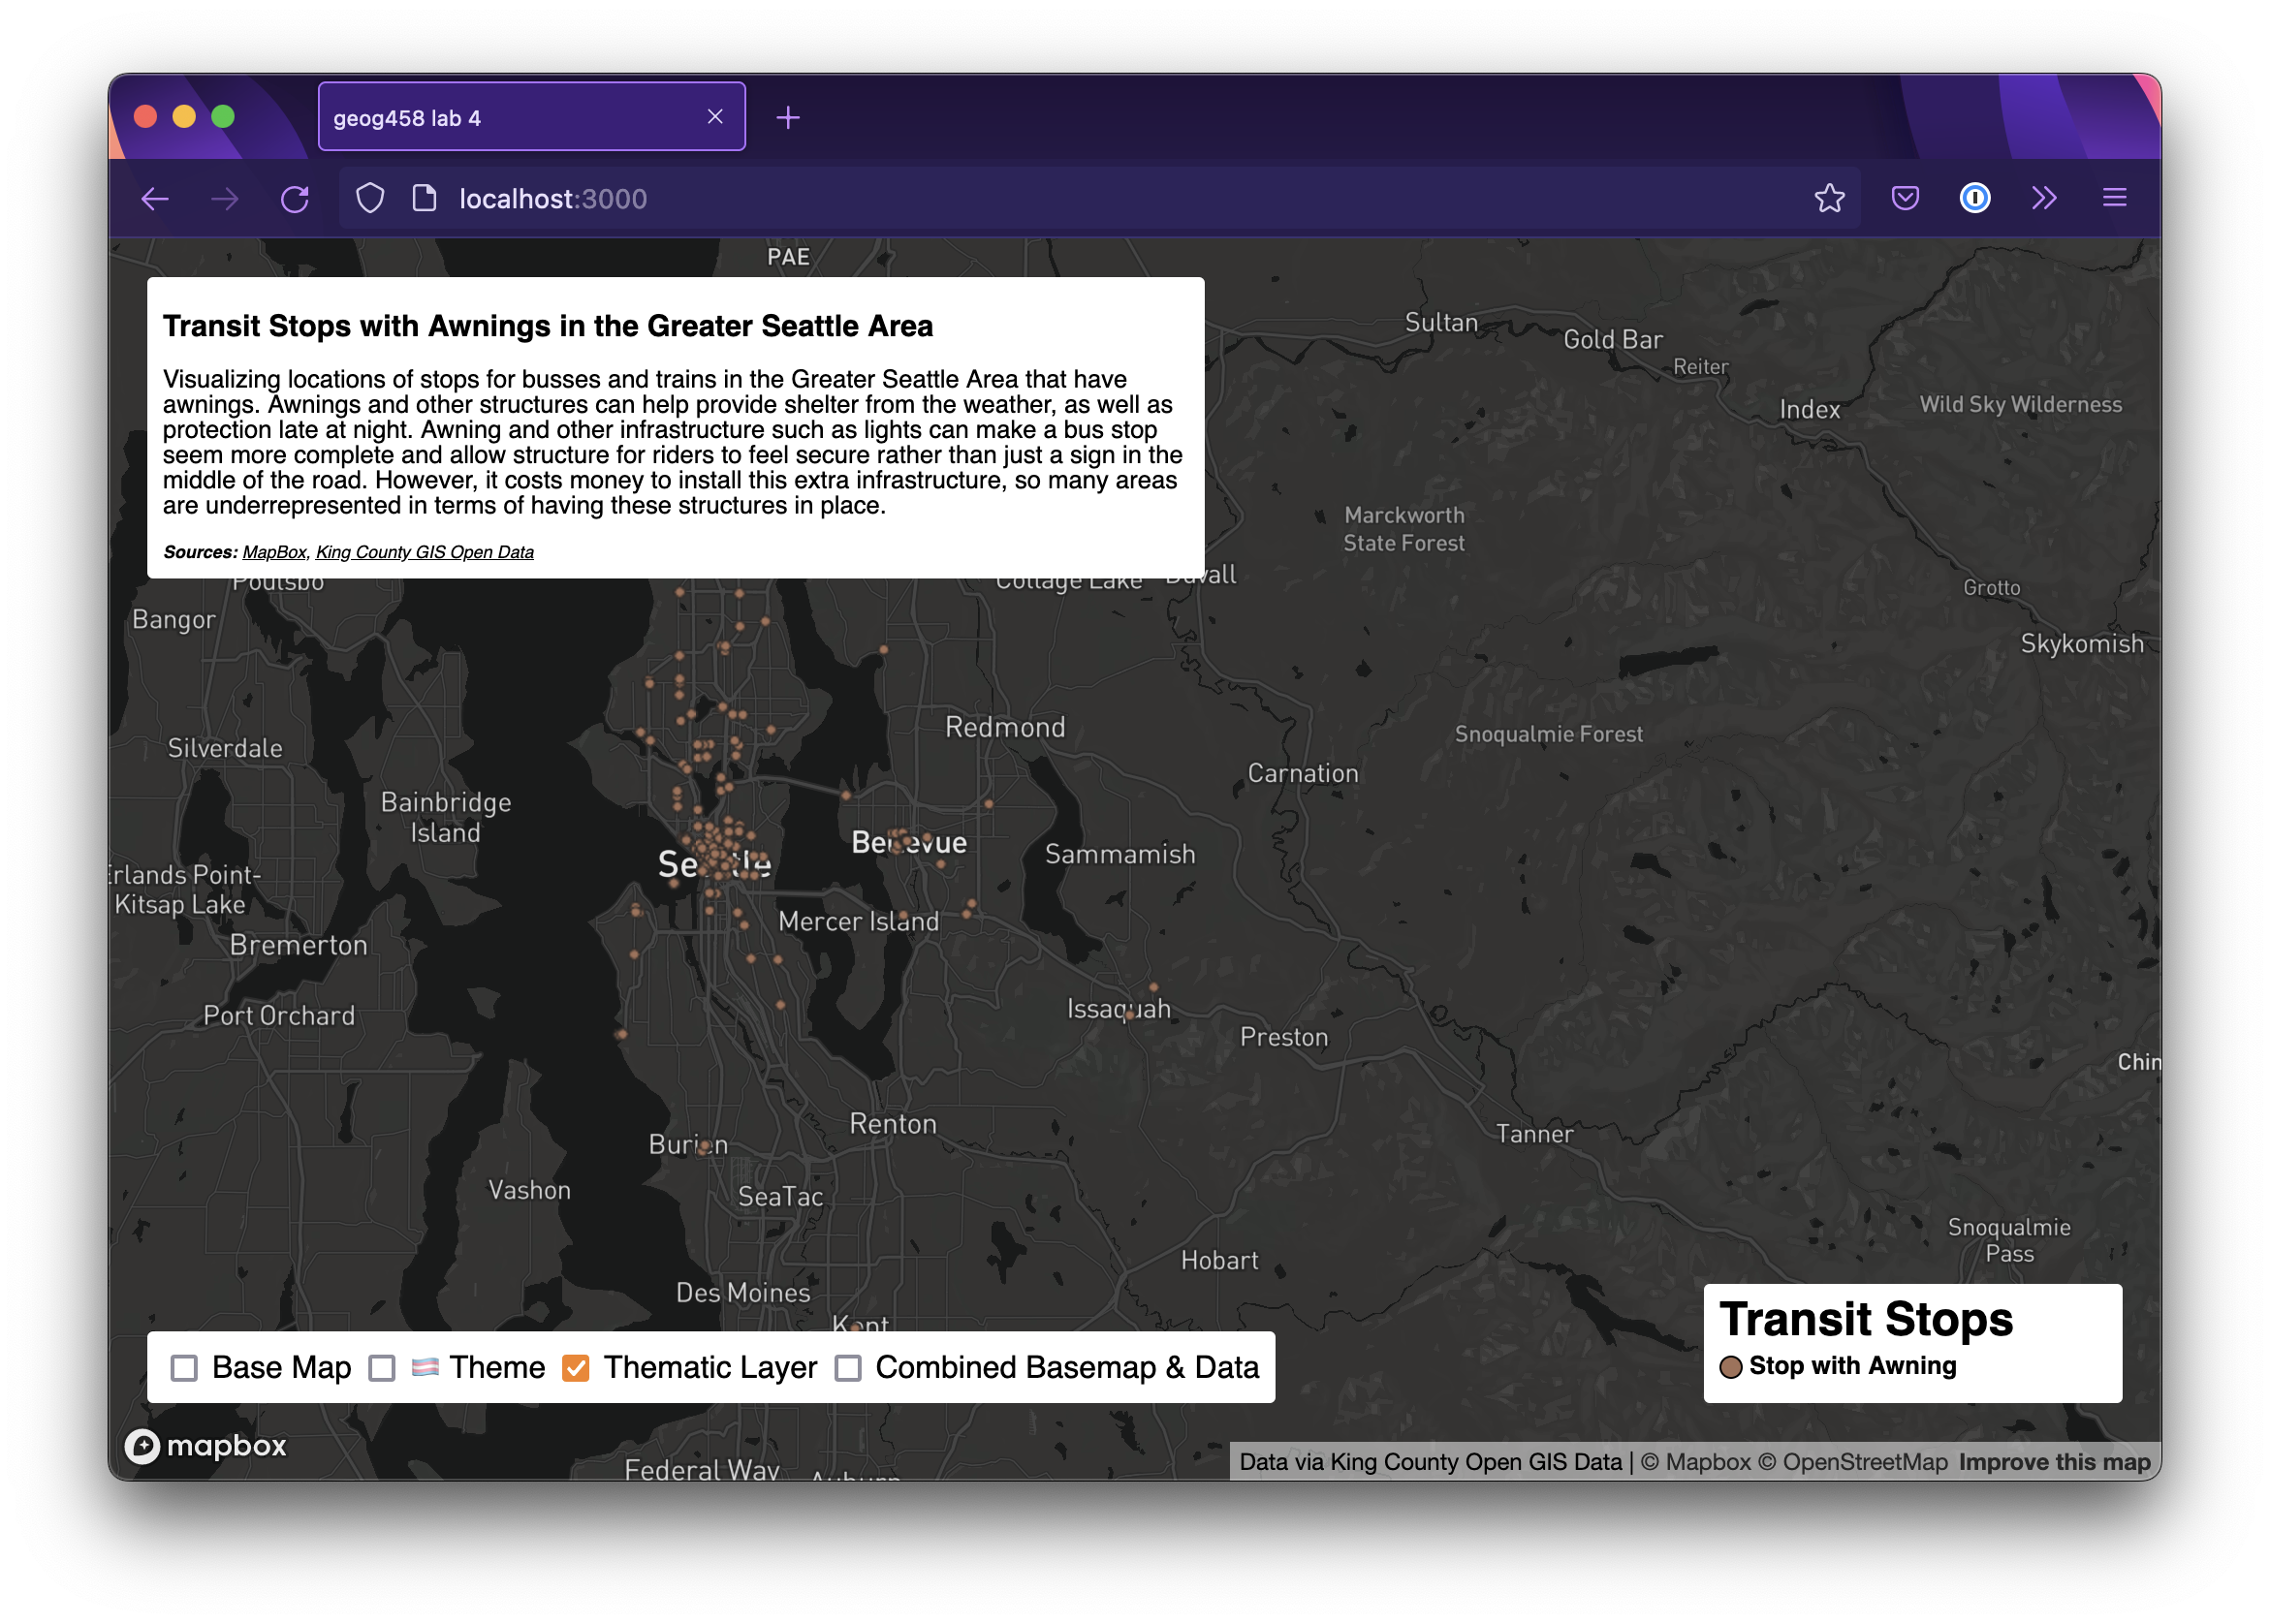 geog458 lab 4
localhost:3000
PAE
Transit Stops with Awnings in the Greater Seattle Area
Visualizing locations of stops for busses and trains in the Greater Seattle Area that have
awnings. Awnings and other structures can help provide shelter from the weather, as well as
protection late at night. Awning and other infrastructure such as lights can make a bus stop
seem more complete and allow structure for riders to feel secure rather than just a sign in the
middle of the road. However, it costs money to install this extra infrastructure, so many areas
are underrepresented in terms of having these structures in place.
Sources: MapBox, King County GIS Open Data
Sultan
Gold Bar
Reiter
Index
Wild Sky Wilderness
Marckworth
State Forest
Poulsbo
Cottage Lake
Duvall
Grotto
Bangor
Skykomish
Redmond
Snoqualmie Forest
Silverdale
Carnation
Bainbridge
Island
Bellevue
Sammamish
Seattle
Erlands Point-
Kitsap Lake
Mercer Island
Bremerton
Issaquah
Port Orchard
Preston
Chin
Renton
Tanner
Burien
Vashon
SeaTac
Snoqualmie
Pass
Hobart
Des Moines
Kent
Transit Stops
Stop with Awning
Base Map
🏳️‍⚧️ Theme
Thematic Layer
Combined Basemap & Data
mapbox
Federal Way
Auburn
Data via King County Open GIS Data | © Mapbox © OpenStreetMap Improve this map